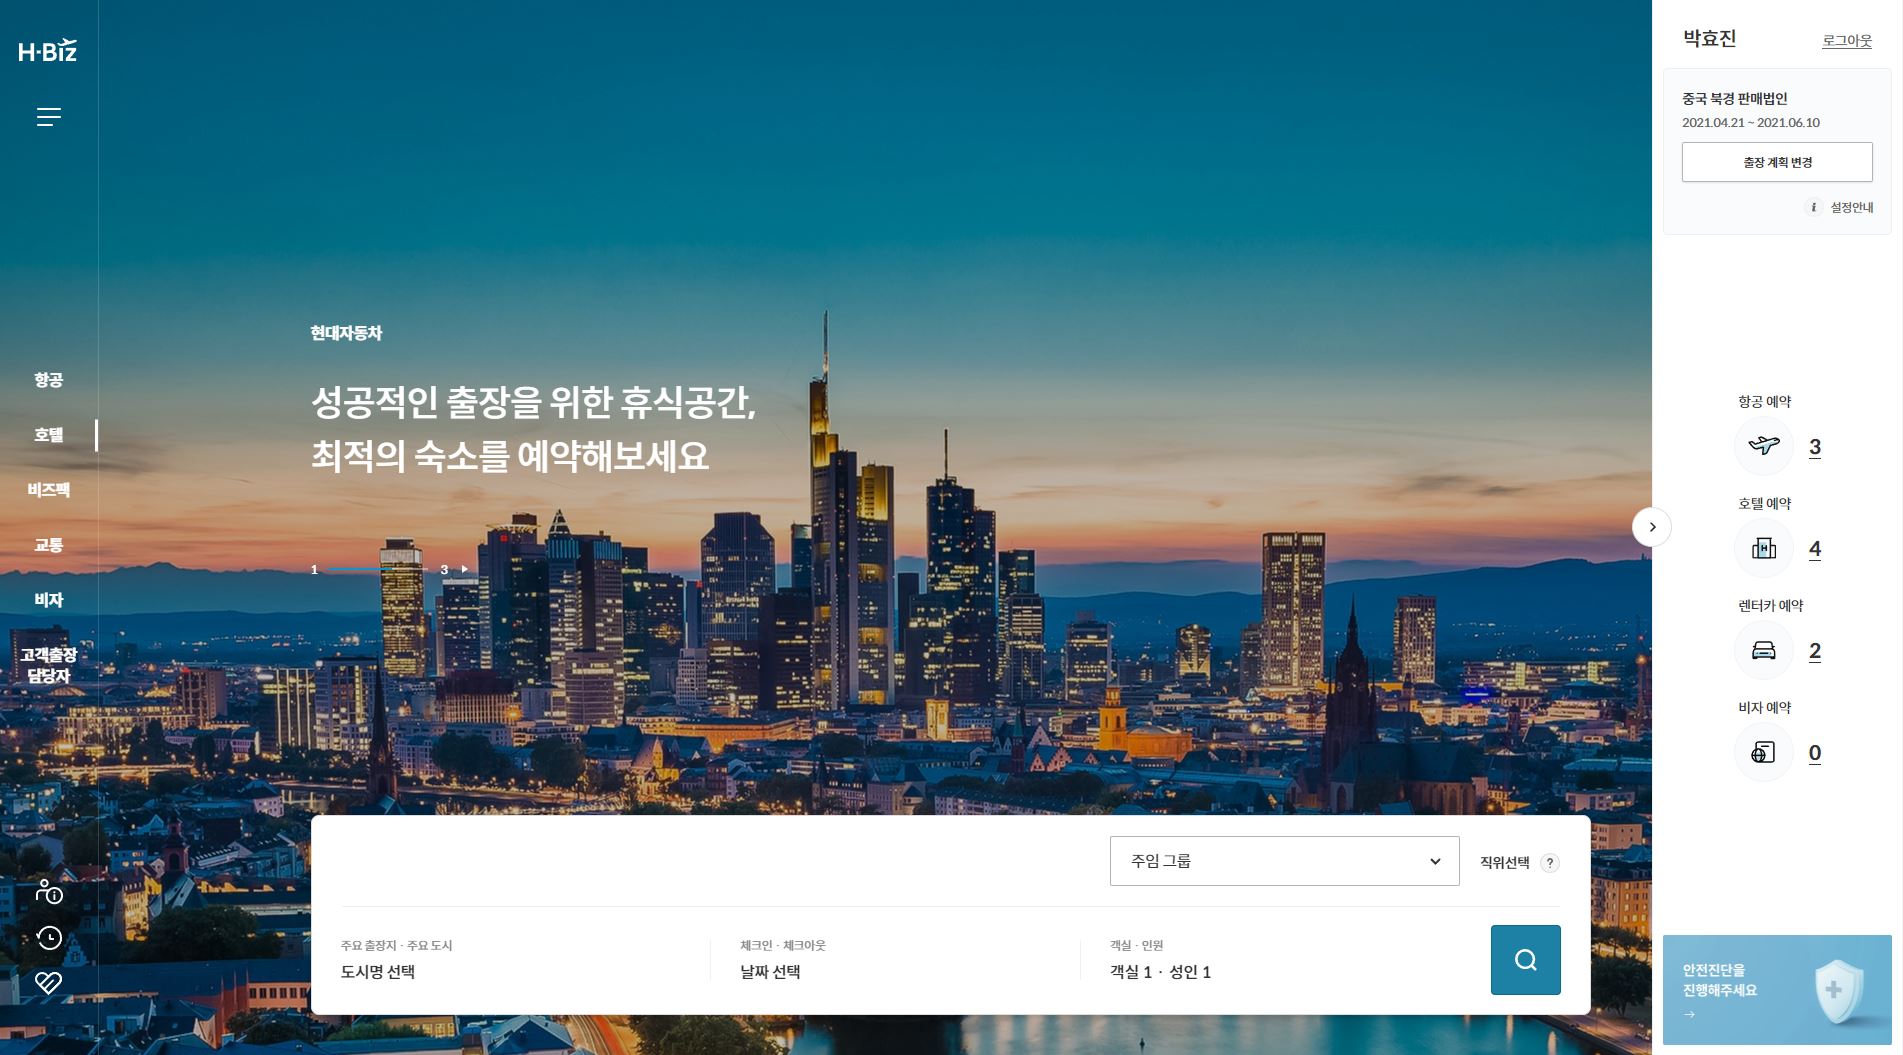 H·Biz
항공
호텔
비즈팩
교통
비자
고객출장
담당자
현대자동차
성공적인 출장을 위한 휴식공간,
최적의 숙소를 예약해보세요
1 3
주임 그룹 직위선택 ?
주요 출장지 · 주요 도시
도시명 선택
체크인 · 체크아웃
날짜 선택
객실 · 인원
객실 1 · 성인 1
박효진 로그아웃
중국 북경 판매법인
2021.04.21 ~ 2021.06.10
출장 계획 변경
i 설정안내
항공 예약
3
호텔 예약
H 4
렌터카 예약
2
비자 예약
0
안전진단을
진행해주세요
→